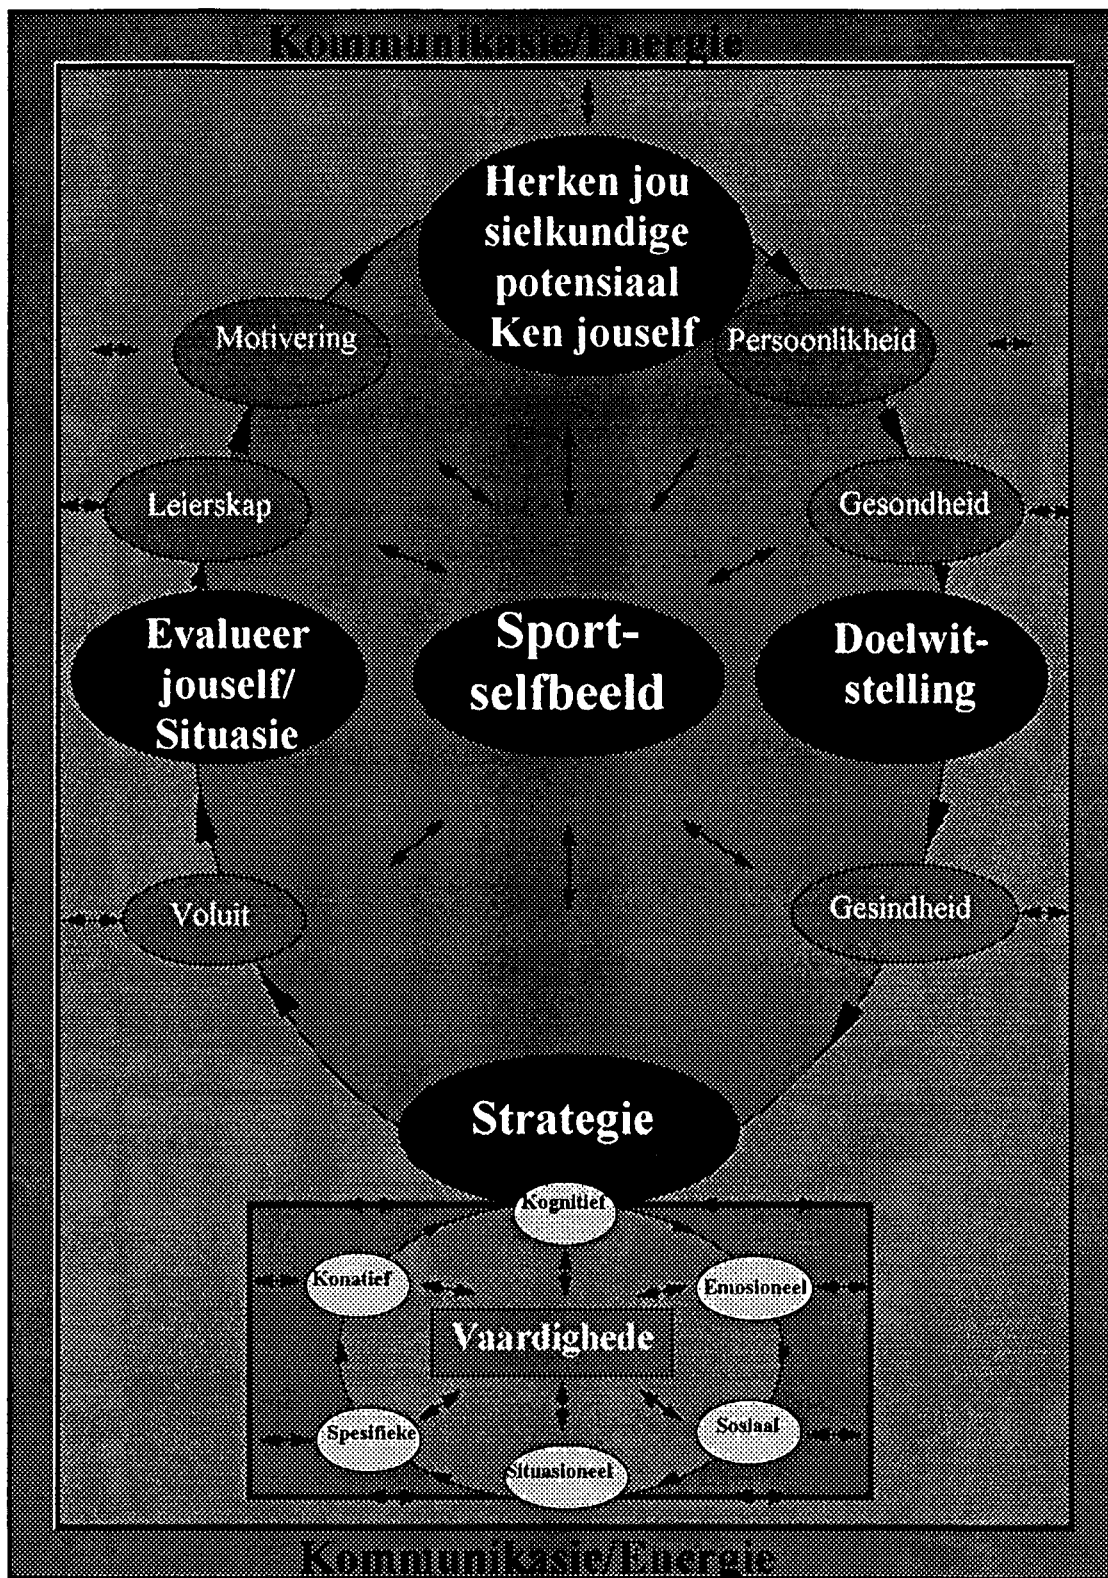 Kommunikasie/Energie
Herken jou
sielkundige
potensiaal
Ken jouself
Motivering
Persoonlikheid
Leierskap
Gesondheid
Evalueer
jouself/
Situasie
Sport-
selfbeeld
Doelwit-
stelling
Voluit
Gesindheid
Strategie
Kognitief
Konatief
Emosioneel
Vaardighede
Spesifieke
Sosiaal
Situasioneel
Kommunikasie/Energie